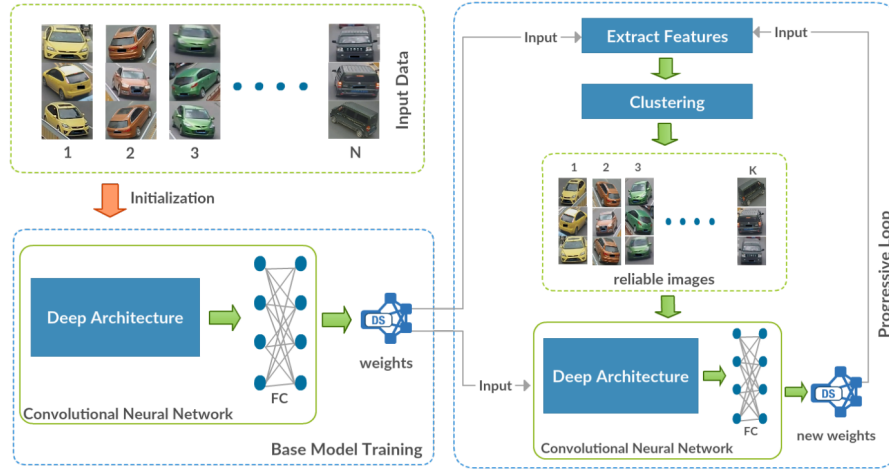 Input Data
1 2 3 N
Initialization
Deep Architecture
FC
Convolutional Neural Network
DS
weights
Base Model Training
Input
Extract Features
Input
Clustering
1 2 3 K
reliable images
Input
Deep Architecture
FC
Convolutional Neural Network
DS
new weights
Progressive Loop